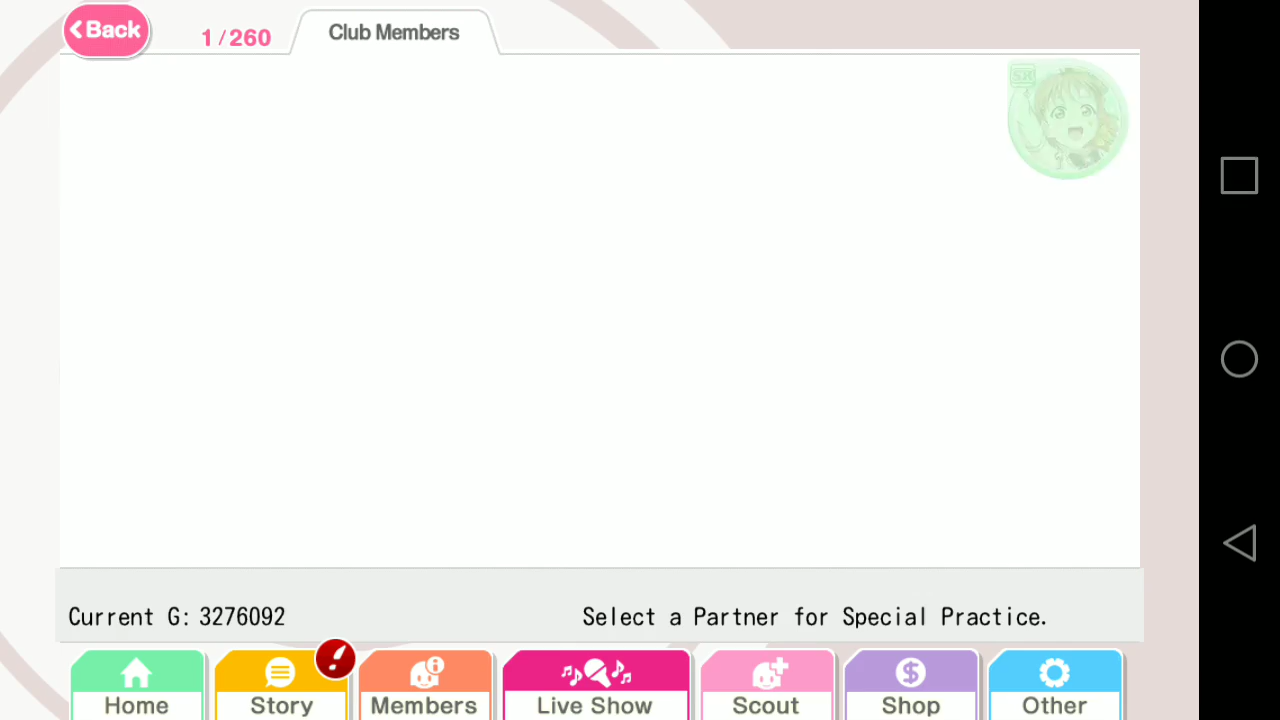 Back
1/260
Club Members
SR
Current G: 3276092
Select a Partner for Special Practice.
Home
Story
Members
Live Show
Scout
Shop
Other